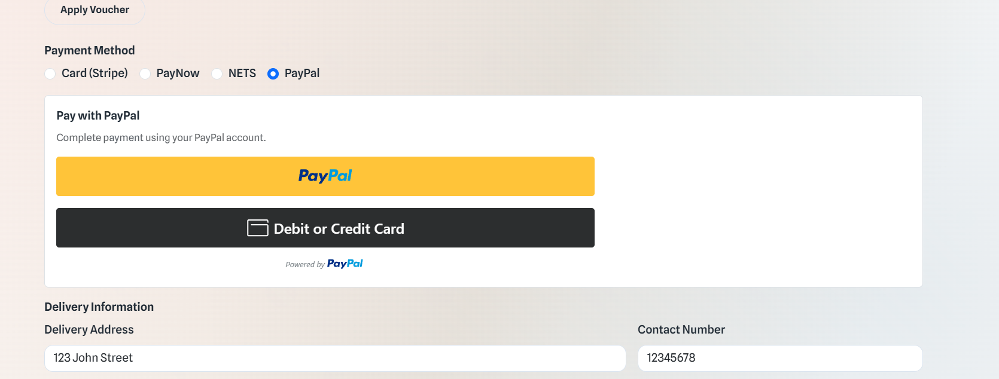 Apply Voucher
Payment Method
Card (Stripe) PayNow NETS PayPal
Pay with PayPal
Complete payment using your PayPal account.
PayPal
Debit or Credit Card
Powered by PayPal
Delivery Information
Delivery Address Contact Number
123 John Street 12345678